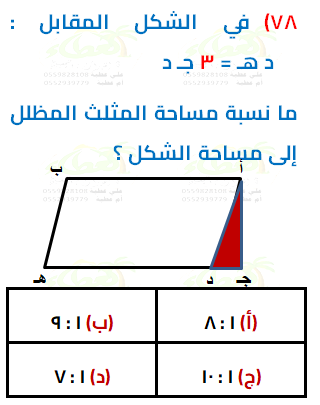 ٧٨) في الشكل المقابل :
د هـ = ٣ جـ د
ما نسبة مساحة المثلث المظلل
إلى مساحة الشكل ؟
ب أ
هـ د جـ
(أ) ١ : ٨ (ب) ١ : ٩
(ج) ١ : ١٠ (د) ١ : ٧